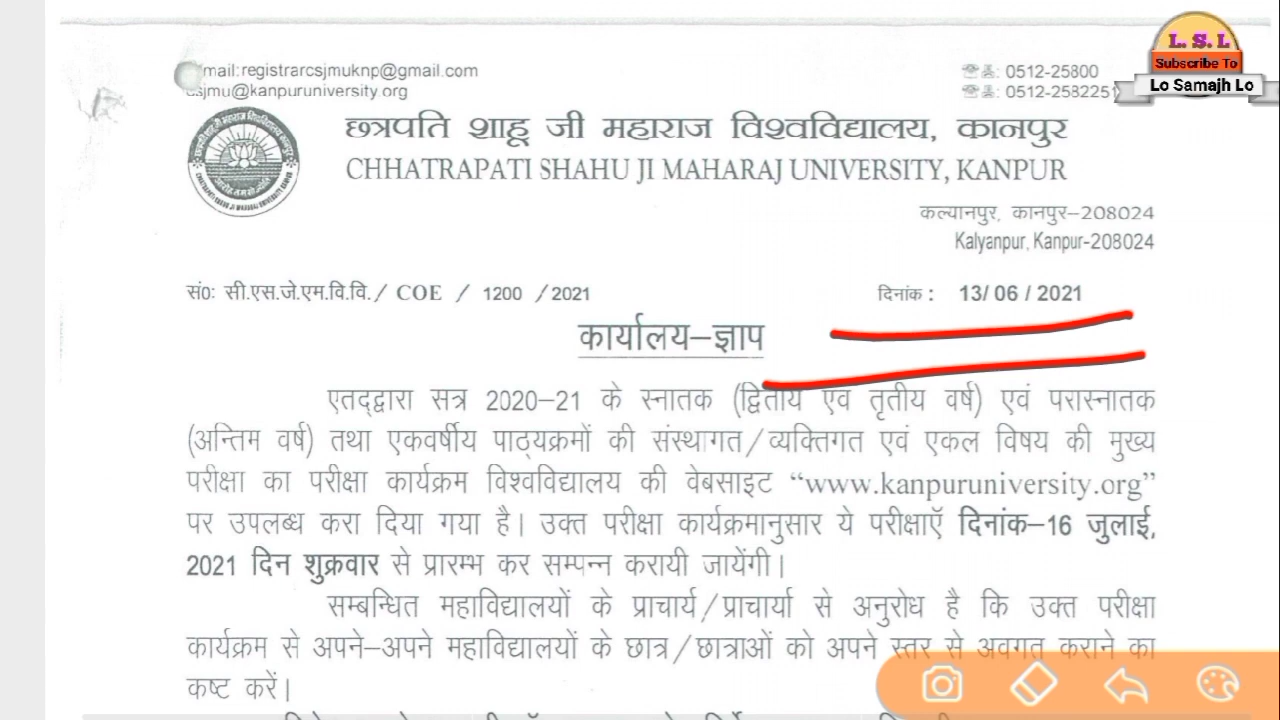 L. S. L
Subscribe To
Lo Samajh Lo
mail:registrarcsjmuknp@gmail.com
csjmu@kanpuruniversity.org
: 0512-25800
: 0512-258225
छत्रपति शाहू जी महाराज विश्वविद्यालय, कानपुर
CHHATRAPATI SHAHU JI MAHARAJ UNIVERSITY, KANPUR
कल्यानपुर, कानपुर–208024
Kalyanpur, Kanpur-208024
सं0: सी.एस.जे.एम.वि.वि./ COE / 1200 /2021
दिनांक : 13/ 06 / 2021
कार्यालय–ज्ञाप
एतद्द्वारा सत्र 2020–21 के स्नातक (द्वितीय एवं तृतीय वर्ष) एवं परास्नातक
(अन्तिम वर्ष) तथा एकवर्षीय पाठ्यक्रमों की संस्थागत/व्यक्तिगत एवं एकल विषय की मुख्य
परीक्षा का परीक्षा कार्यक्रम विश्वविद्यालय की वेबसाइट “www.kanpuruniversity.org”
पर उपलब्ध करा दिया गया है। उक्त परीक्षा कार्यक्रमानुसार ये परीक्षाऍ दिनांक–16 जुलाई,
2021 दिन शुक्रवार से प्रारम्भ कर सम्पन्न करायी जायेंगी।
सम्बन्धित महाविद्यालयों के प्राचार्य/प्राचार्या से अनुरोध है कि उक्त परीक्षा
कार्यक्रम से अपने–अपने महाविद्यालयों के छात्र/छात्राओं को अपने स्तर से अवगत कराने का
कष्ट करें।